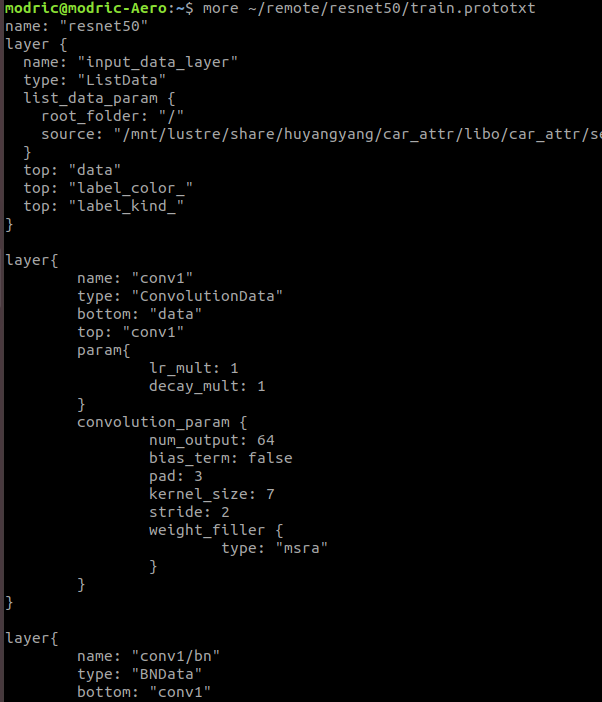 modric@modric-Aero:~$ more ~/remote/resnet50/train.prototxt
name: "resnet50"
layer {
  name: "input_data_layer"
  type: "ListData"
  list_data_param {
    root_folder: "/"
    source: "/mnt/lustre/share/huyangyang/car_attr/libo/car_attr/se
  }
  top: "data"
  top: "label_color_"
  top: "label_kind_"
}

layer{
        name: "conv1"
        type: "ConvolutionData"
        bottom: "data"
        top: "conv1"
        param{
                lr_mult: 1
                decay_mult: 1
        }
        convolution_param {
                num_output: 64
                bias_term: false
                pad: 3
                kernel_size: 7
                stride: 2
                weight_filler {
                        type: "msra"
                }
        }
}

layer{
        name: "conv1/bn"
        type: "BNData"
        bottom: "conv1"